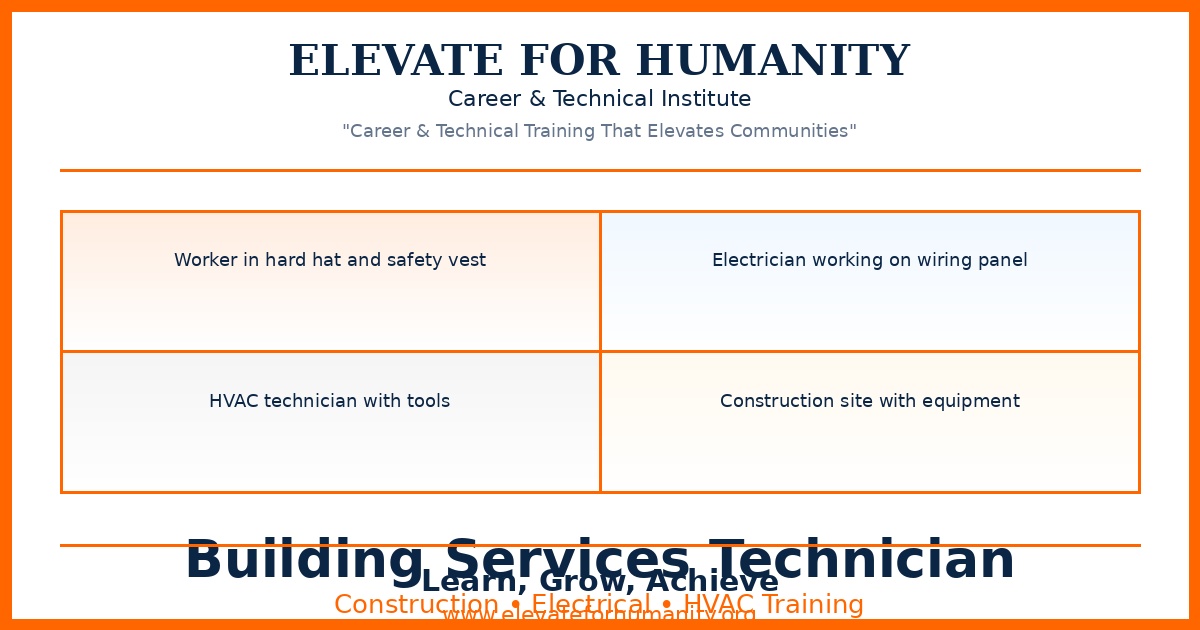 ELEVATE FOR HUMANITY
Career & Technical Institute
"Career & Technical Training That Elevates Communities"
Worker in hard hat and safety vest
Electrician working on wiring panel
HVAC technician with tools
Construction site with equipment
Building Services Technician
Learn, Grow, Achieve
Construction • Electrical • HVAC Training
www.elevateforhumanity.org